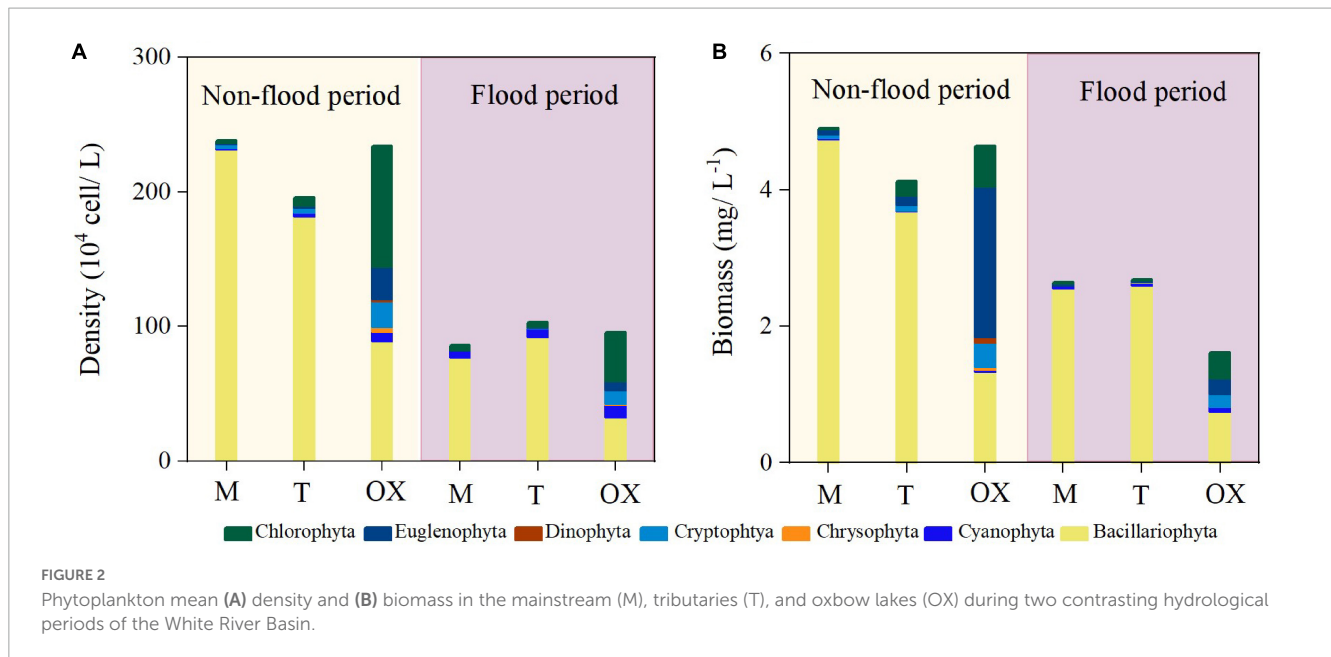 A
B
300
200
100
0
Density (10⁴ cell/ L)
Non-flood period
Flood period
M
T
OX
M
T
OX
6
4
2
0
Biomass (mg/ L⁻¹)
Non-flood period
Flood period
M
T
OX
M
T
OX
Chlorophyta Euglenophyta Dinophyta Cryptophtya Chrysophyta Cyanophyta Bacillariophyta
FIGURE 2
Phytoplankton mean (A) density and (B) biomass in the mainstream (M), tributaries (T), and oxbow lakes (OX) during two contrasting hydrological
periods of the White River Basin.